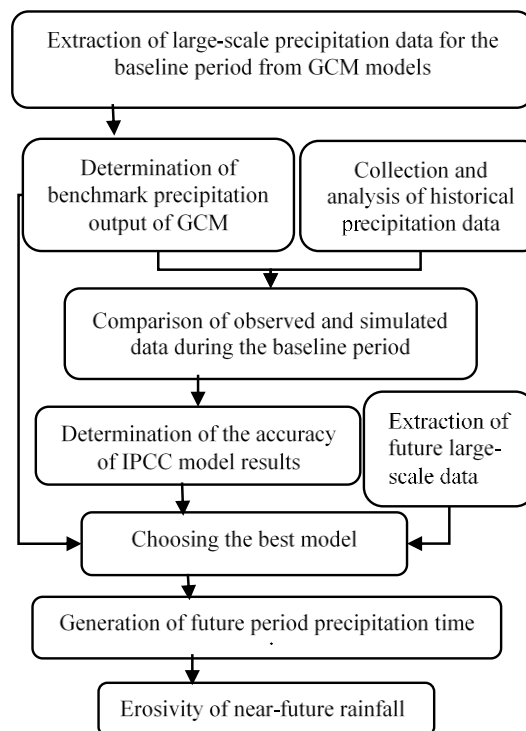 Extraction of large-scale precipitation data for the
baseline period from GCM models
Determination of
benchmark precipitation
output of GCM
Collection and
analysis of historical
precipitation data
Comparison of observed and simulated
data during the baseline period
Determination of the accuracy
of IPCC model results
Extraction of
future large-
scale data
Choosing the best model
Generation of future period precipitation time
.
Erosivity of near-future rainfall